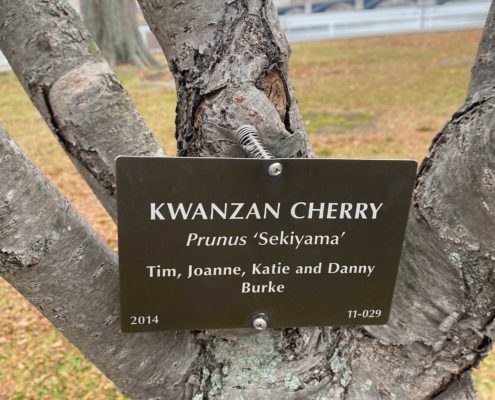 KWANZAN CHERRY
Prunus ‘Sekiyama’
Tim, Joanne, Katie and Danny
Burke
2014 11-029